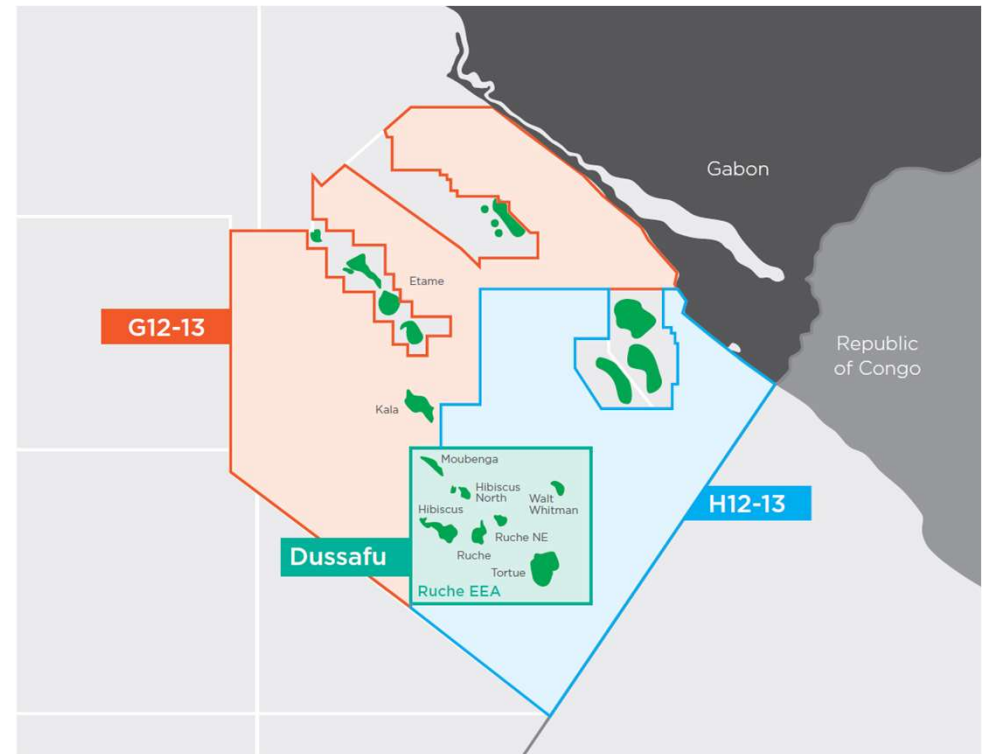 Gabon
Etame
G12-13
Republic
of Congo
Kala
Moubenga
Hibiscus
North
Walt
Whitman
H12-13
Hibiscus
Ruche NE
Ruche
Dussafu
Tortue
Ruche EEA